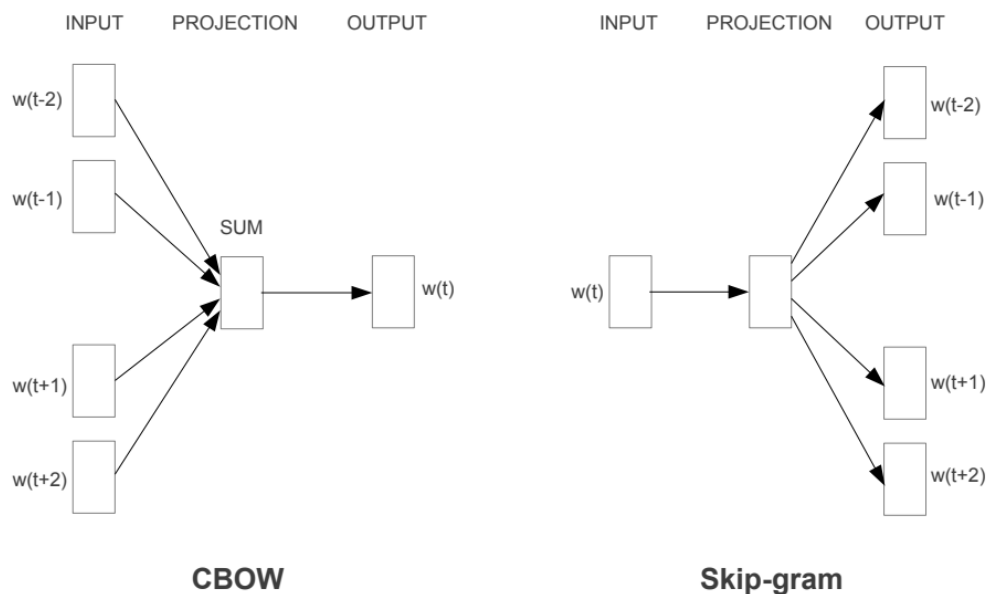 INPUT PROJECTION OUTPUT
w(t-2)
w(t-1)
SUM
w(t)
w(t+1)
w(t+2)
CBOW
INPUT PROJECTION OUTPUT
w(t-2)
w(t-1)
w(t)
w(t+1)
w(t+2)
Skip-gram